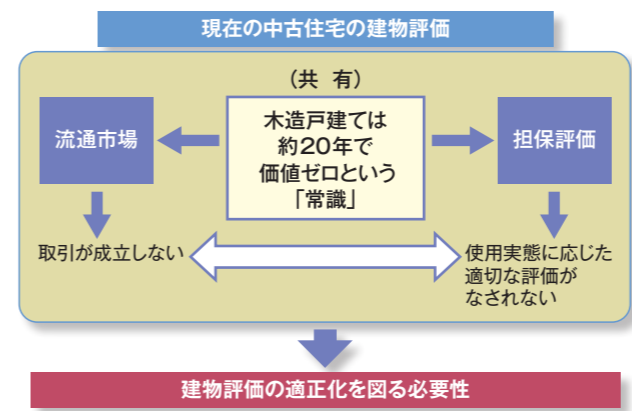 現在の中古住宅の建物評価
（共 有）
流通市場
木造戸建ては
約20年で
価値ゼロという
「常識」
担保評価
取引が成立しない
使用実態に応じた
適切な評価が
なされない
建物評価の適正化を図る必要性